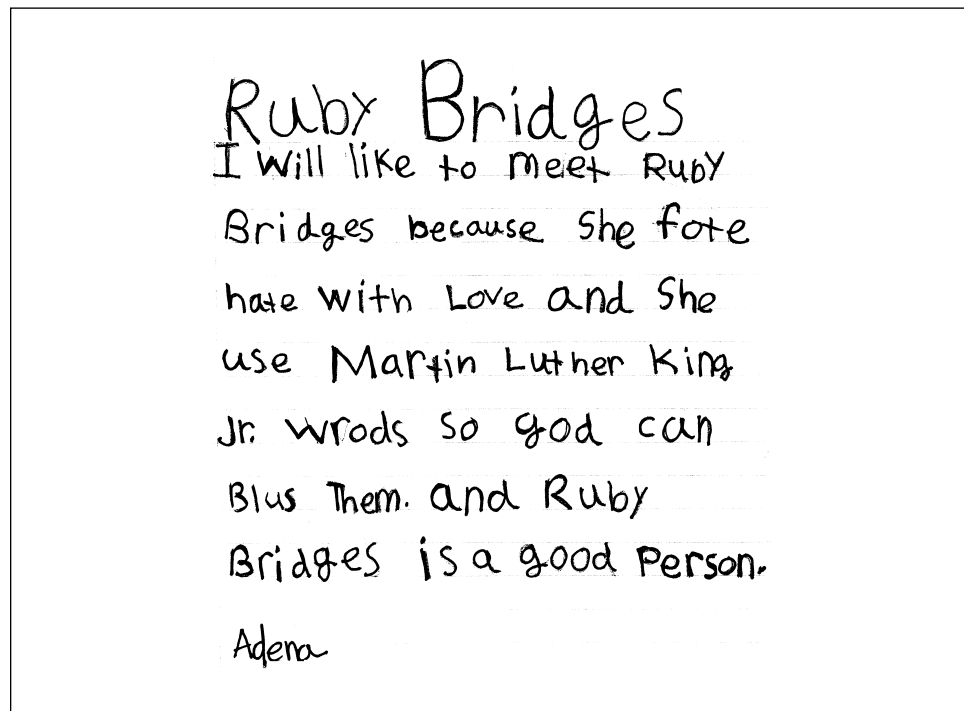 Ruby Bridges
I Will like to meet Ruby
Bridges because She fote
hate with Love and She
use Martin Luther King
Jr. wrods so god can
Blus Them. and Ruby
Bridges is a good Person.
Adena